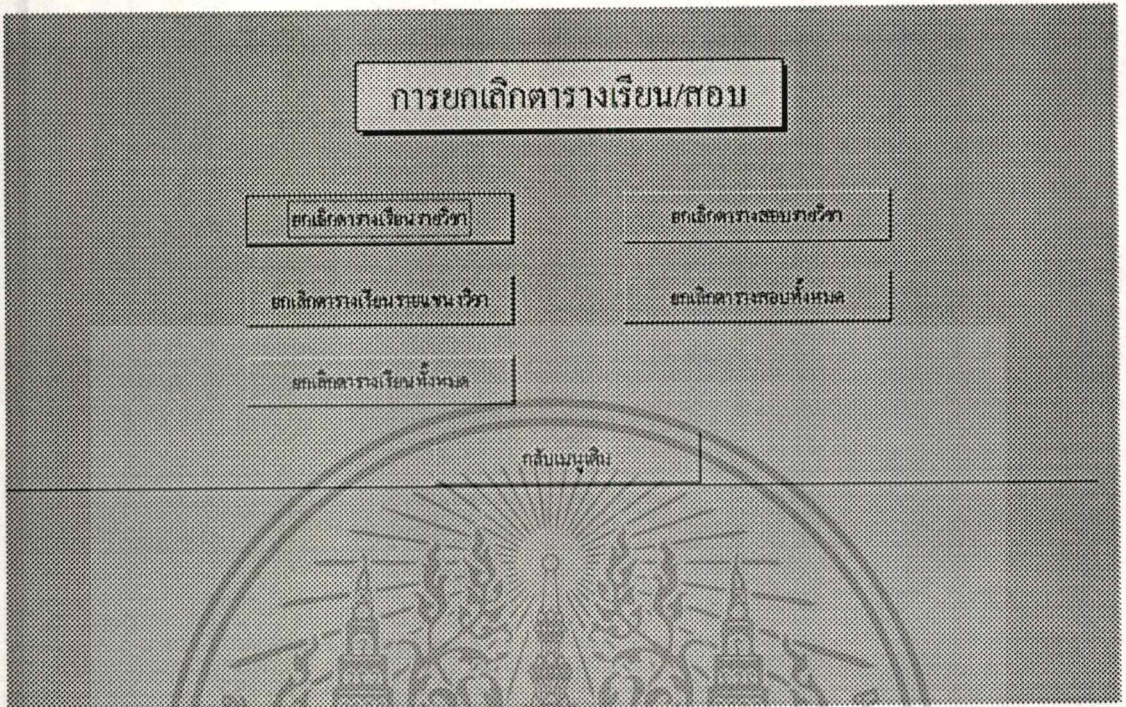 การยกเลิกตารางเรียน/สอบ
ยกเลิกตารางเรียนรายวิชา
ยกเลิกตารางสอบรายวิชา
ยกเลิกตารางเรียนรายแขนงวิชา
ยกเลิกตารางสอบทั้งหมด
ยกเลิกตารางเรียนทั้งหมด
กลับเมนูเดิม